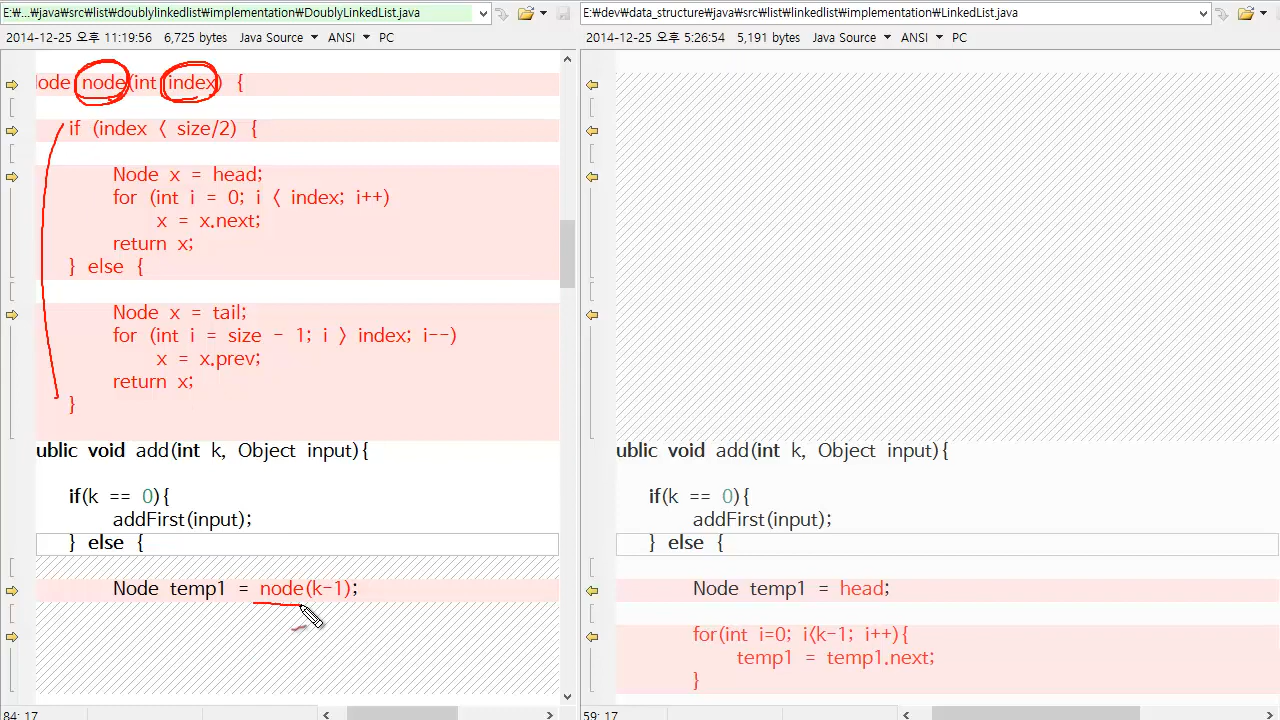 E:₩...₩java₩src₩list₩doublylinkedlist₩implementation₩DoublyLinkedList.java
2014-12-25 오후 11:19:56 6,725 bytes Java Source ANSI PC
ode node(int index) {
if (index < size/2) {
Node x = head;
for (int i = 0; i < index; i++)
x = x.next;
return x;
} else {
Node x = tail;
for (int i = size - 1; i > index; i--)
x = x.prev;
return x;
}
ublic void add(int k, Object input){
if(k == 0){
addFirst(input);
} else {
Node temp1 = node(k-1);
84: 17
E:₩dev₩data_structure₩java₩src₩list₩linkedlist₩implementation₩LinkedList.java
2014-12-25 오후 5:26:54 5,191 bytes Java Source ANSI PC
ublic void add(int k, Object input){
if(k == 0){
addFirst(input);
} else {
Node temp1 = head;
for(int i=0; i<k-1; i++){
temp1 = temp1.next;
}
59: 17